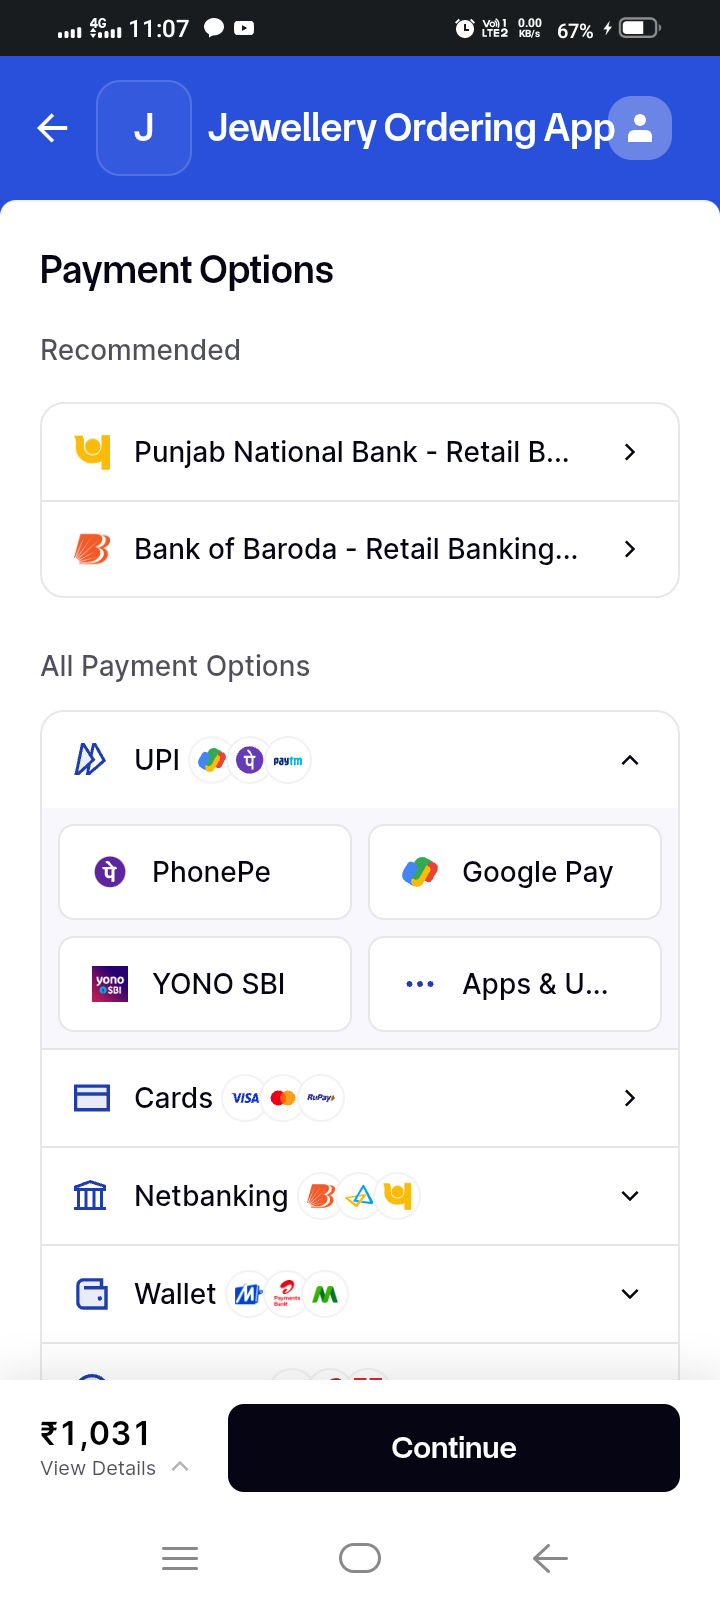 4G 11:07 Vo)) 1 LTE2 0.00 KB/s 67%
J Jewellery Ordering App
Payment Options
Recommended
Punjab National Bank - Retail B...
Bank of Baroda - Retail Banking...
All Payment Options
UPI पे paytm
पे PhonePe Google Pay
yono SBI YONO SBI Apps & U...
Cards VISA RuPay
Netbanking
Wallet Payments Bank
₹1,031
View Details
Continue